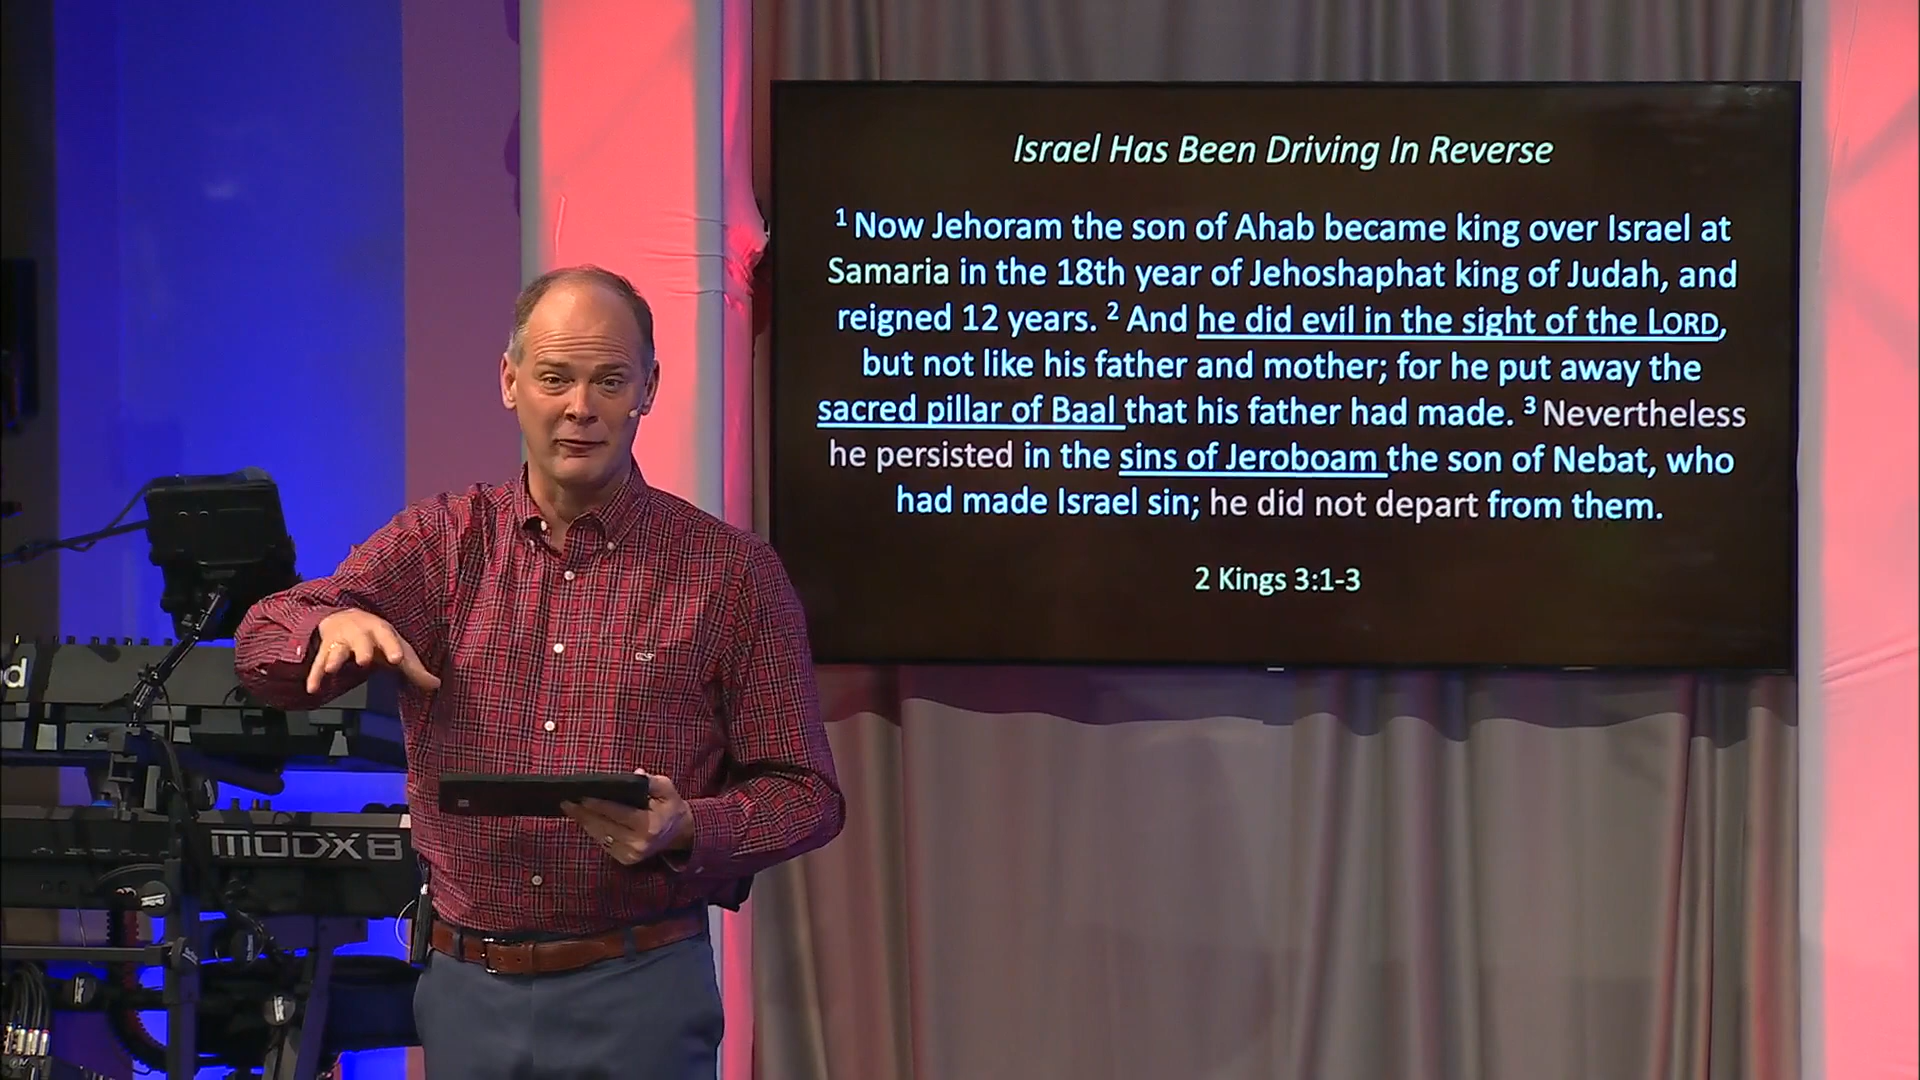 Israel Has Been Driving In Reverse
1 Now Jehoram the son of Ahab became king over Israel at
Samaria in the 18th year of Jehoshaphat king of Judah, and
reigned 12 years. 2 And he did evil in the sight of the LORD,
but not like his father and mother; for he put away the
sacred pillar of Baal that his father had made. 3 Nevertheless
he persisted in the sins of Jeroboam the son of Nebat, who
had made Israel sin; he did not depart from them.
2 Kings 3:1-3
MODX8